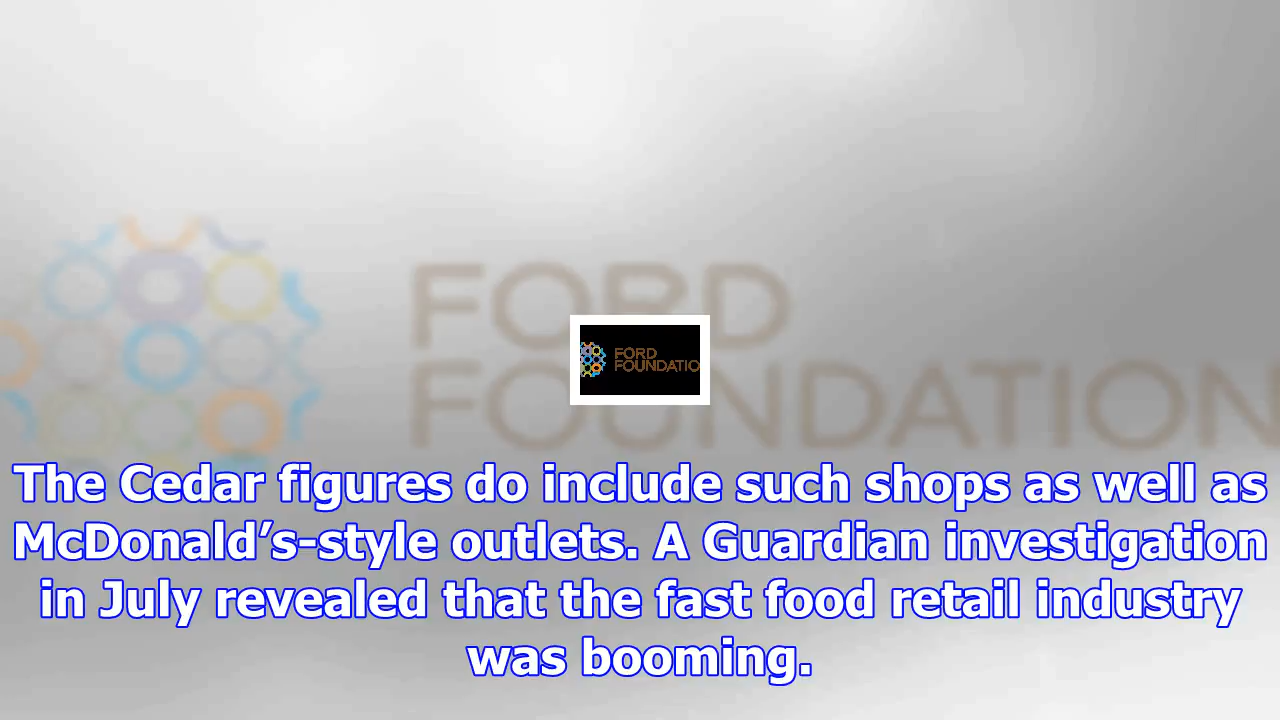 FORD
FOUNDATION
FORD
FOUNDATIO
The Cedar figures do include such shops as well as
McDonald’s-style outlets. A Guardian investigation
in July revealed that the fast food retail industry
was booming.